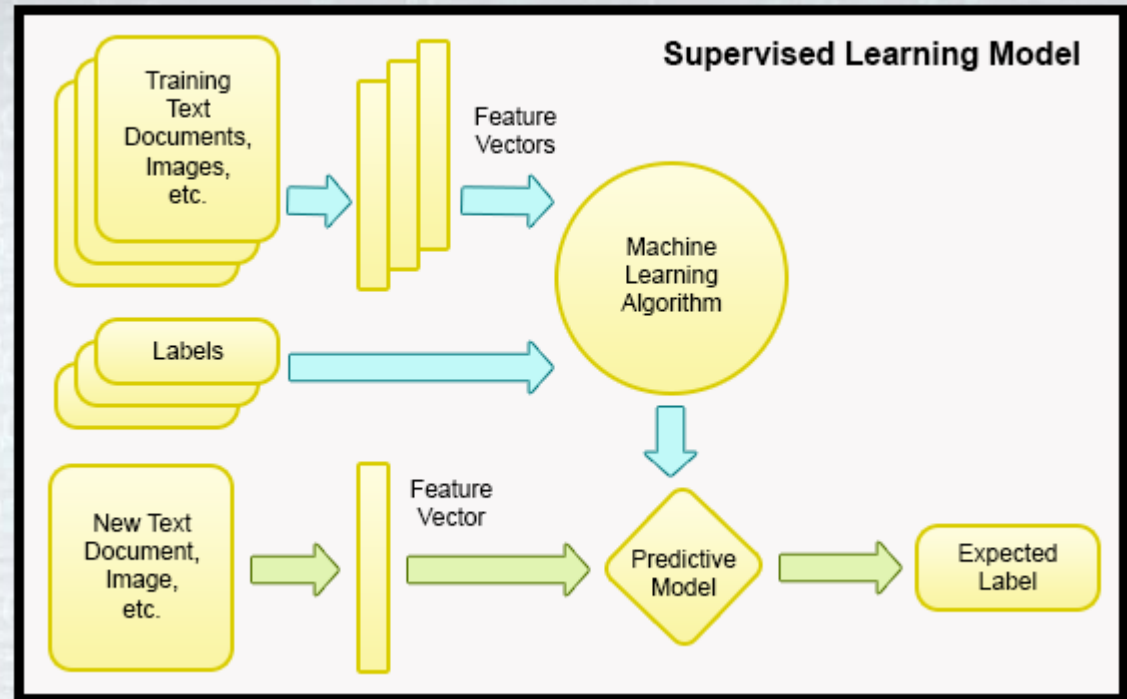 Supervised Learning Model
Training
Text
Documents,
Images,
etc.
Feature
Vectors
Machine
Learning
Algorithm
Labels
New Text
Document,
Image,
etc.
Feature
Vector
Predictive
Model
Expected
Label